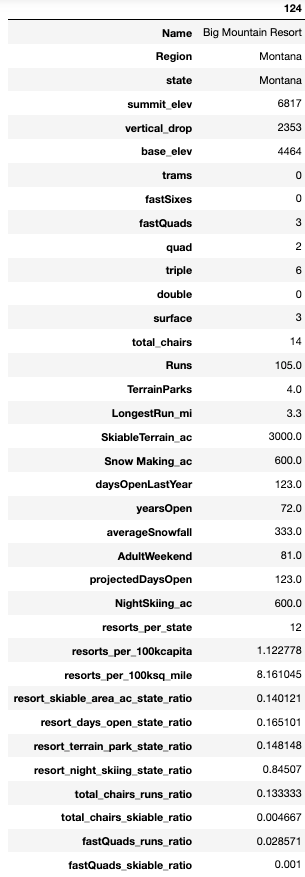 124
Name Big Mountain Resort
Region Montana
state Montana
summit_elev 6817
vertical_drop 2353
base_elev 4464
trams 0
fastSixes 0
fastQuads 3
quad 2
triple 6
double 0
surface 3
total_chairs 14
Runs 105.0
TerrainParks 4.0
LongestRun_mi 3.3
SkiableTerrain_ac 3000.0
Snow Making_ac 600.0
daysOpenLastYear 123.0
yearsOpen 72.0
averageSnowfall 333.0
AdultWeekend 81.0
projectedDaysOpen 123.0
NightSkiing_ac 600.0
resorts_per_state 12
resorts_per_100kcapita 1.122778
resorts_per_100ksq_mile 8.161045
resort_skiable_area_ac_state_ratio 0.140121
resort_days_open_state_ratio 0.165101
resort_terrain_park_state_ratio 0.148148
resort_night_skiing_state_ratio 0.84507
total_chairs_runs_ratio 0.133333
total_chairs_skiable_ratio 0.004667
fastQuads_runs_ratio 0.028571
fastQuads_skiable_ratio 0.001